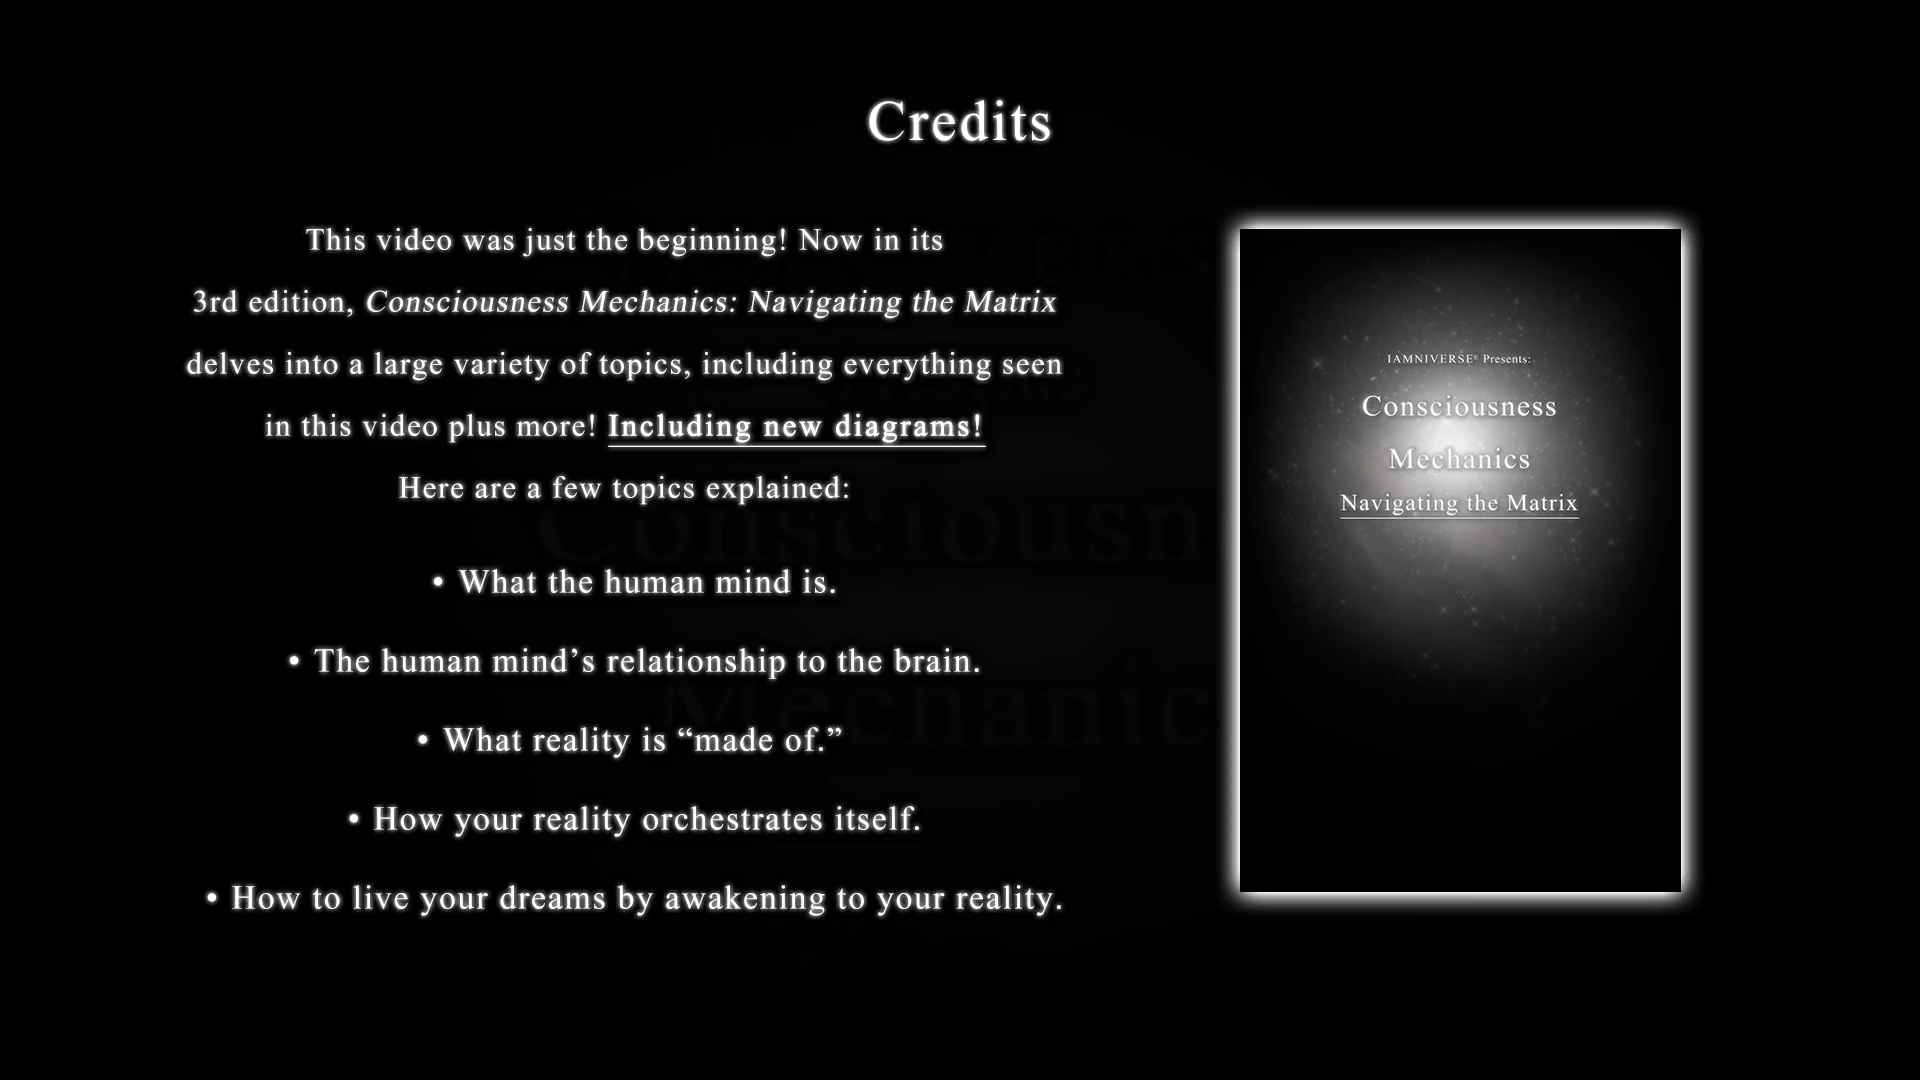 Credits
This video was just the beginning! Now in its
3rd edition, Consciousness Mechanics: Navigating the Matrix
delves into a large variety of topics, including everything seen
in this video plus more! Including new diagrams!
Here are a few topics explained:
• What the human mind is.
• The human mind’s relationship to the brain.
• What reality is “made of.”
• How your reality orchestrates itself.
• How to live your dreams by awakening to your reality.
IAMNIVERSE® Presents:
Consciousness
Mechanics
Navigating the Matrix